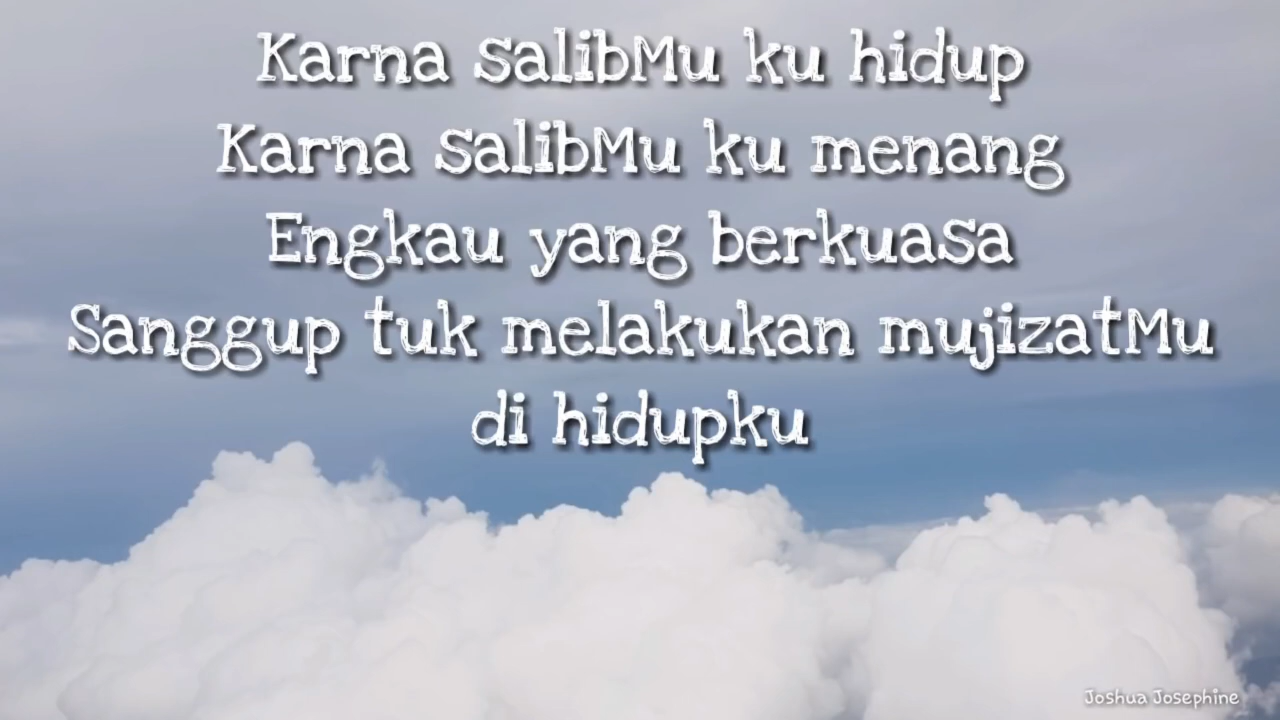 Karna salibMu ku hidup
Karna salibMu ku menang
Engkau yang berkuasa
Sanggup tuk melakukan mujizatMu
di hidupku
Joshua Josephine